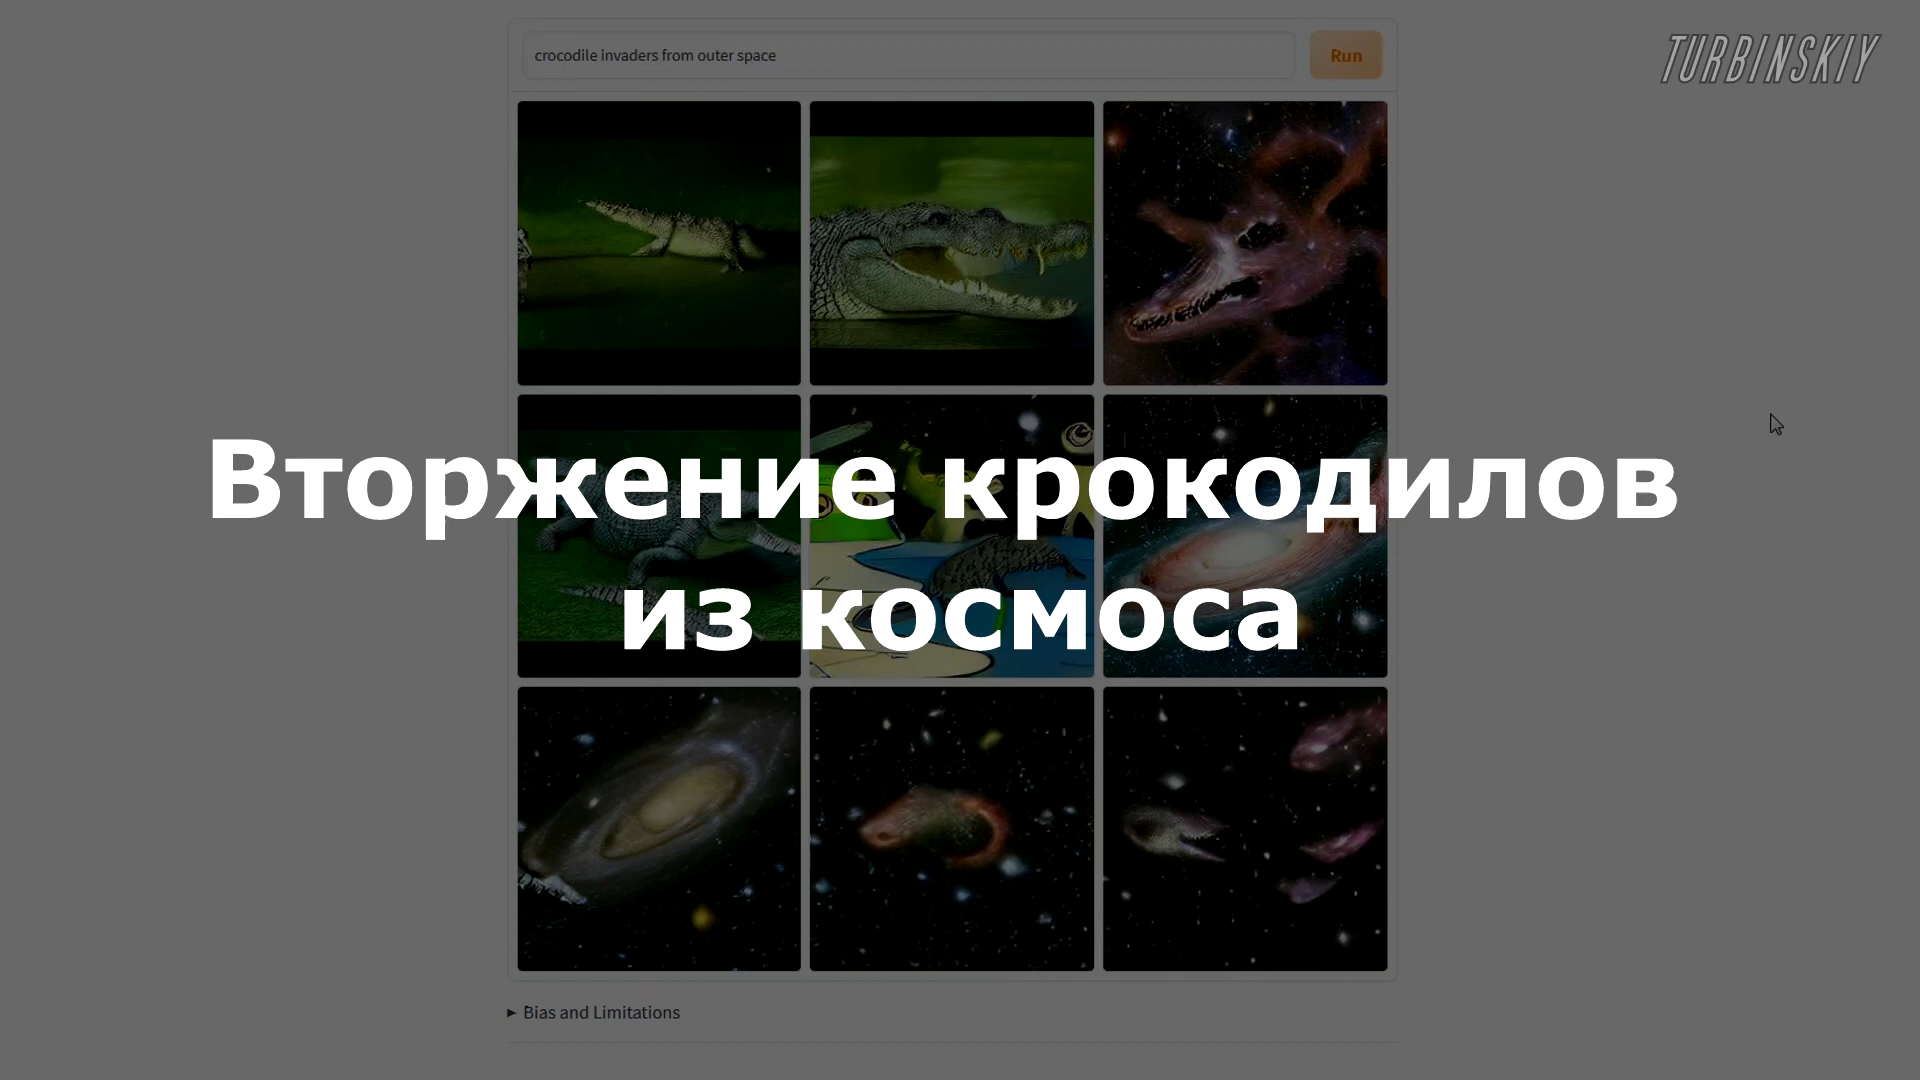 crocodile invaders from outer space
Run
TURBINSKIY
Вторжение крокодилов
из космоса
▸ Bias and Limitations